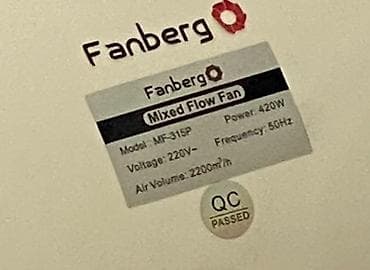 Fanberg
Fanberg
Mixed Flow Fan
Model : MF-315P Power: 420W
Voltage: 220V~ Frequency: 50Hz
Air Volume: 2200m³/h
QC
PASSED